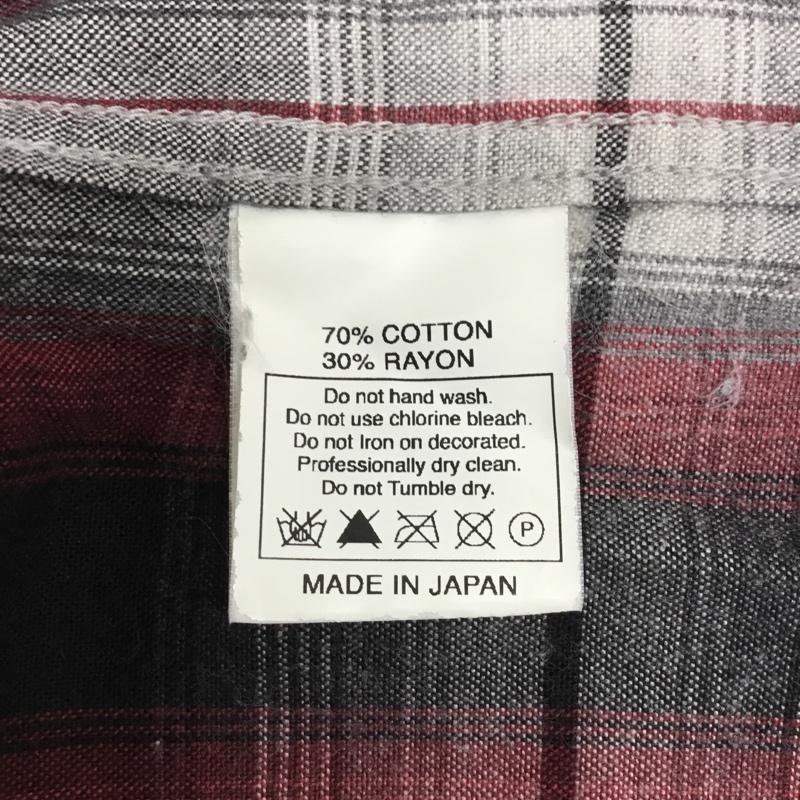 70% COTTON
30% RAYON
Do not hand wash.
Do not use chlorine bleach.
Do not Iron on decorated.
Professionally dry clean.
Do not Tumble dry.
P
MADE IN JAPAN